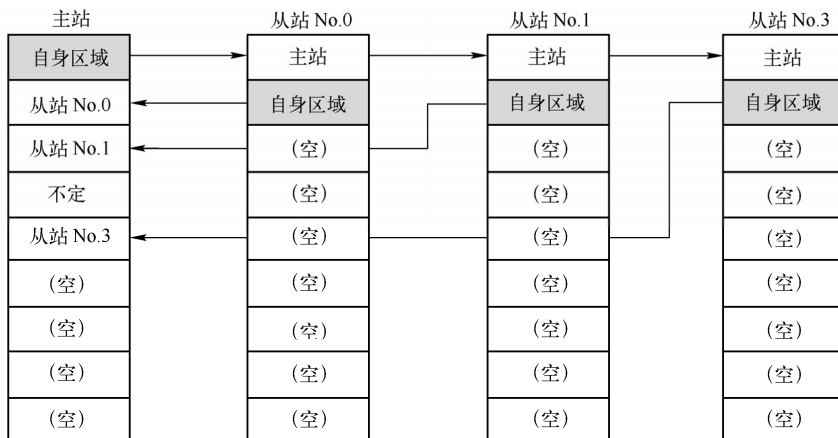 主站 从站 No.0 从站 No.1 从站 No.3
自身区域 主站 主站 主站
从站 No.0 自身区域 自身区域 自身区域
从站 No.1 (空) (空) (空)
不定 (空) (空) (空)
从站 No.3 (空) (空) (空)
(空) (空) (空) (空)
(空) (空) (空) (空)
(空) (空) (空) (空)
(空) (空) (空) (空)